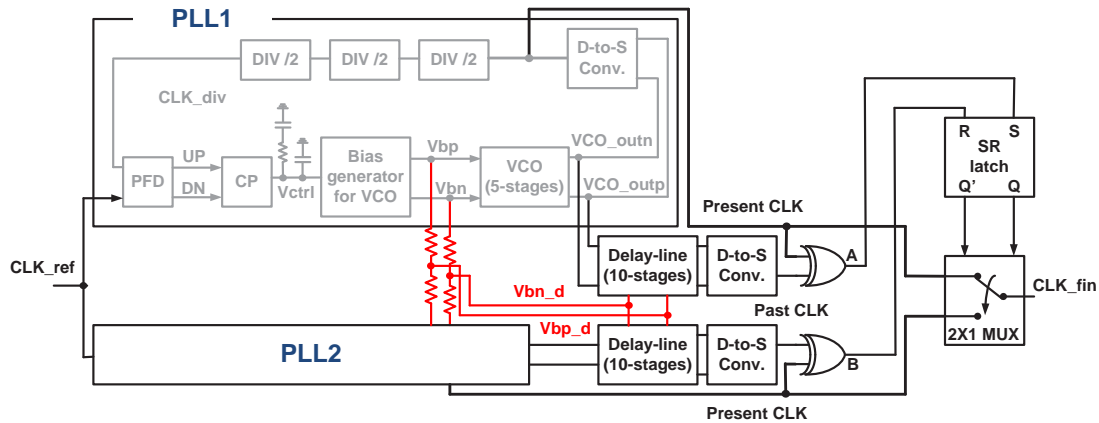 PLL1
DIV /2
DIV /2
DIV /2
D-to-S
Conv.
CLK_div
VCO_outn
R
S
SR
latch
Q'
Q
UP
DN
PFD
CP
Vctrl
Bias
generator
for VCO
Vbp
Vbn
VCO
(5-stages)
VCO_outp
Present CLK
CLK_ref
Delay-line
(10-stages)
D-to-S
Conv.
A
CLK_fin
Vbn_d
Past CLK
Vbp_d
2X1 MUX
PLL2
Delay-line
(10-stages)
D-to-S
Conv.
B
Present CLK